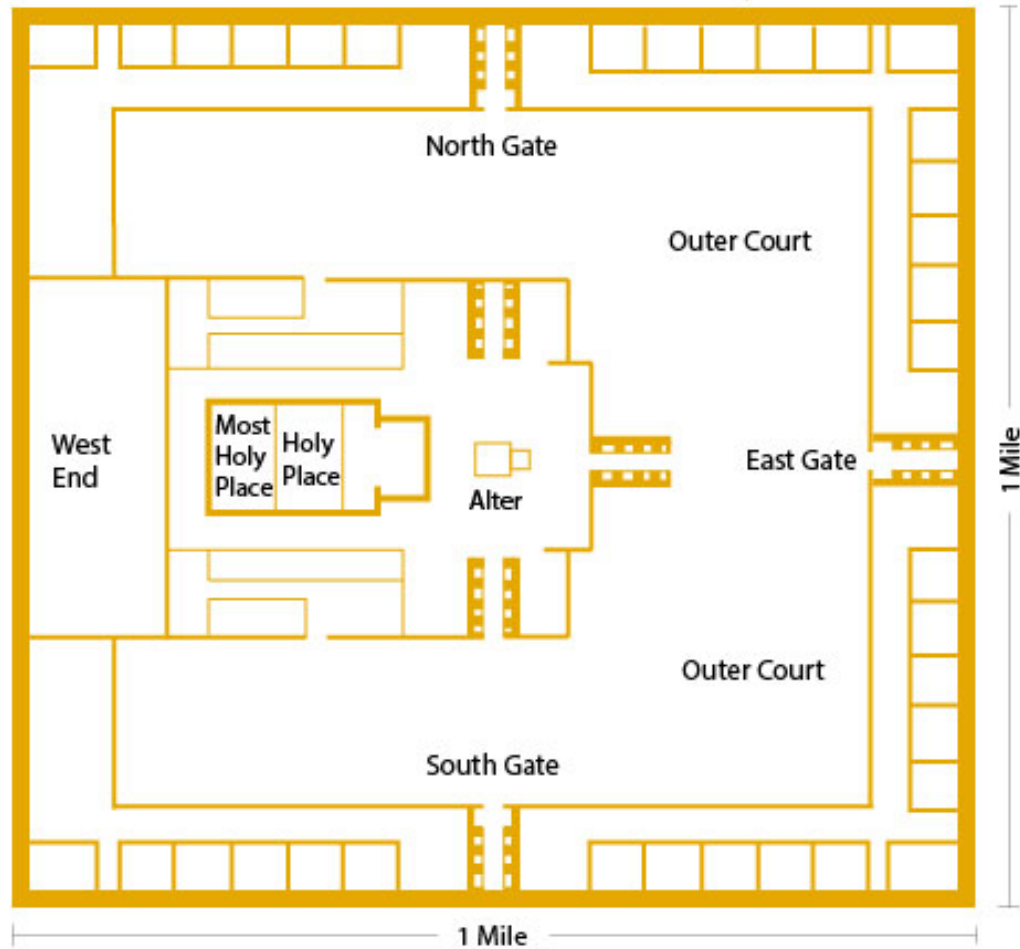 North Gate
Outer Court
West
End
Most
Holy
Place
Holy
Place
Alter
East Gate
1 Mile
Outer Court
South Gate
1 Mile